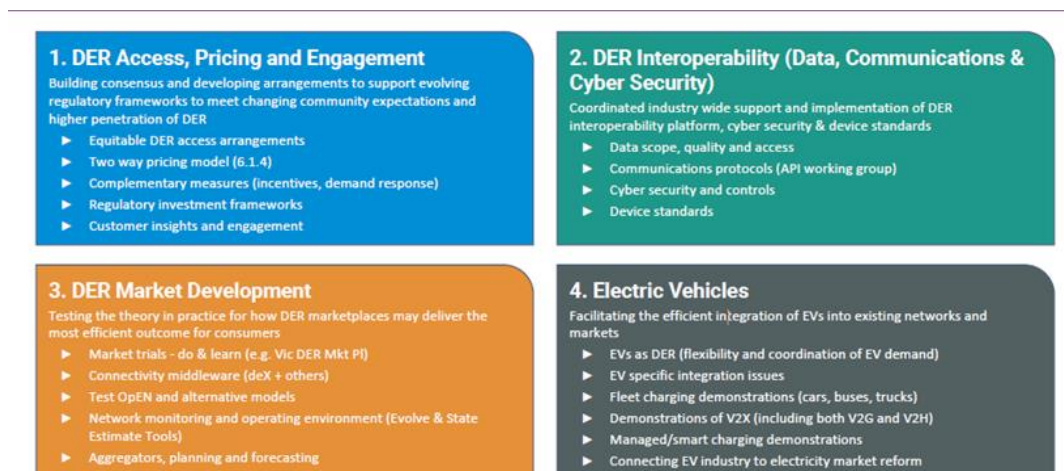 1. DER Access, Pricing and Engagement
Building consensus and developing arrangements to support evolving
regulatory frameworks to meet changing community expectations and
higher penetration of DER
► Equitable DER access arrangements
► Two way pricing model (6.1.4)
► Complementary measures (incentives, demand response)
► Regulatory investment frameworks
► Customer insights and engagement
2. DER Interoperability (Data, Communications &
Cyber Security)
Coordinated industry wide support and implementation of DER
interoperability platform, cyber security & device standards
► Data scope, quality and access
► Communications protocols (API working group)
► Cyber security and controls
► Device standards
3. DER Market Development
Testing the theory in practice for how DER marketplaces may deliver the
most efficient outcome for consumers
► Market trials - do & learn (e.g. Vic DER Mkt Pl)
► Connectivity middleware (deX + others)
► Test OpEN and alternative models
► Network monitoring and operating environment (Evolve & State
Estimate Tools)
► Aggregators, planning and forecasting
4. Electric Vehicles
Facilitating the efficient integration of EVs into existing networks and
markets
► EVs as DER (flexibility and coordination of EV demand)
► EV specific integration issues
► Fleet charging demonstrations (cars, buses, trucks)
► Demonstrations of V2X (including both V2G and V2H)
► Managed/smart charging demonstrations
► Connecting EV industry to electricity market reform